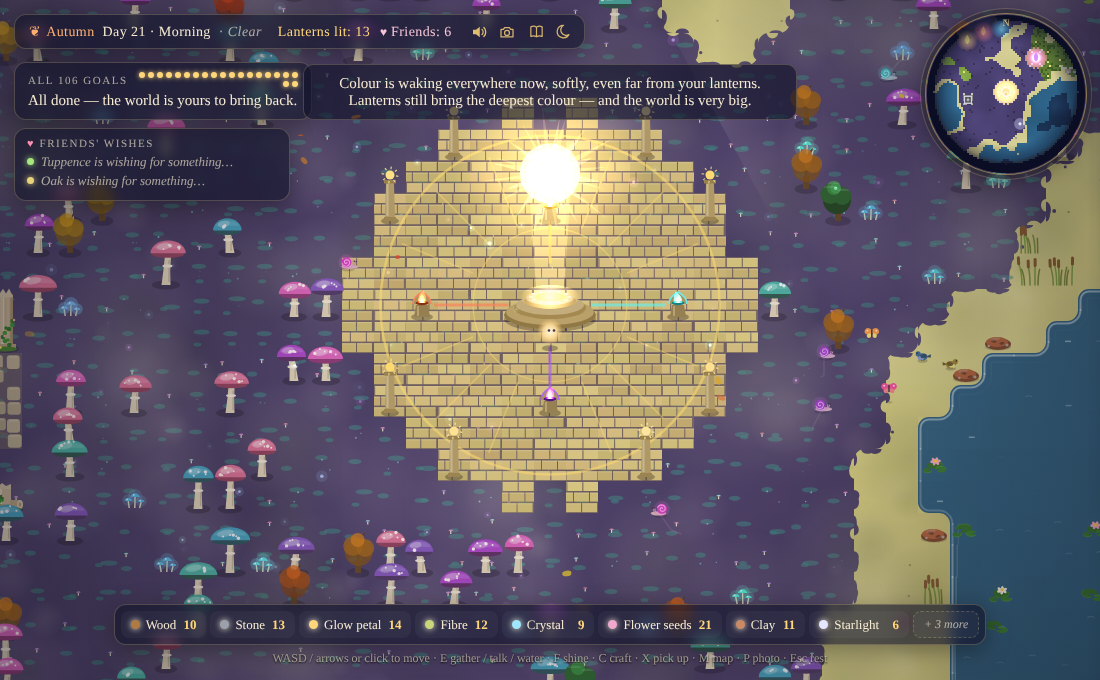 Autumn Day 21 · Morning · Clear Lanterns lit: 13 ♥ Friends: 6
N
ALL 106 GOALS
All done — the world is yours to bring back.
Colour is waking everywhere now, softly, even far from your lanterns.
Lanterns still bring the deepest colour — and the world is very big.
♥ FRIENDS' WISHES
Tuppence is wishing for something…
Oak is wishing for something…
Wood 10 Stone 13 Glow petal 14 Fibre 12 Crystal 9 Flower seeds 21 Clay 11 Starlight 6 + 3 more
WASD / arrows or click to move · E gather / talk / water · F shine · C craft · X pick up · M map · P photo · Esc rest